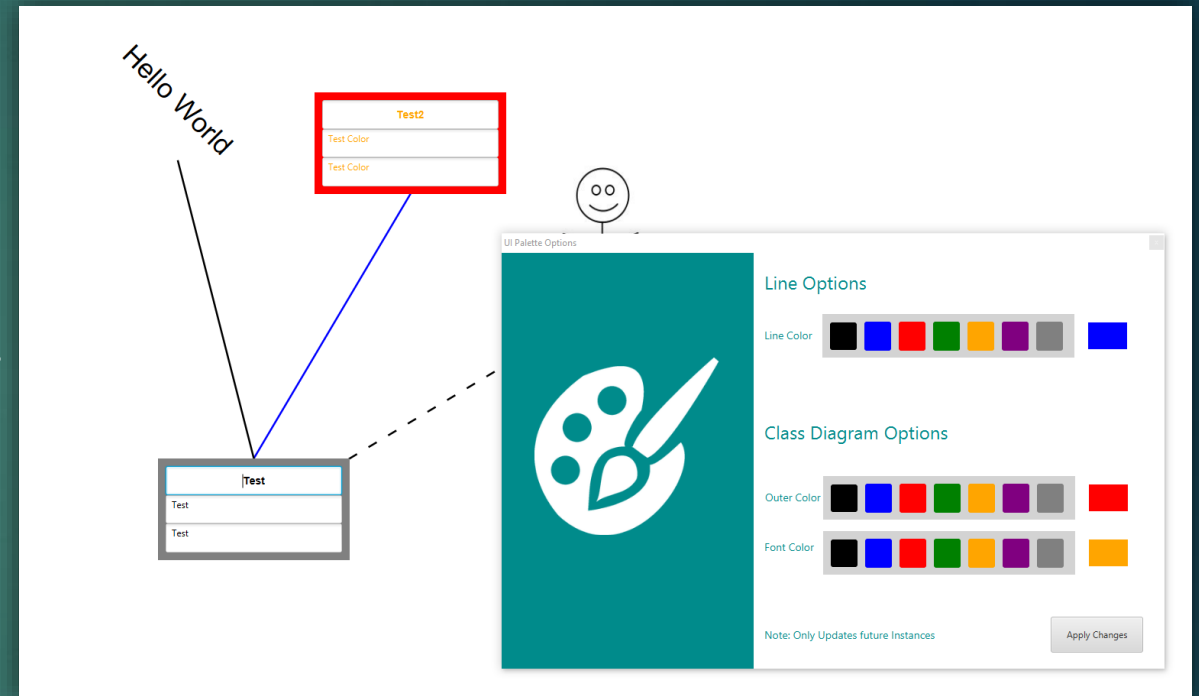 Hello World
Test2
Test Color
Test Color
UI Palette Options
Line Options
Line Color
Class Diagram Options
Outer Color
Font Color
Note: Only Updates future Instances
Apply Changes
Test
Test
Test